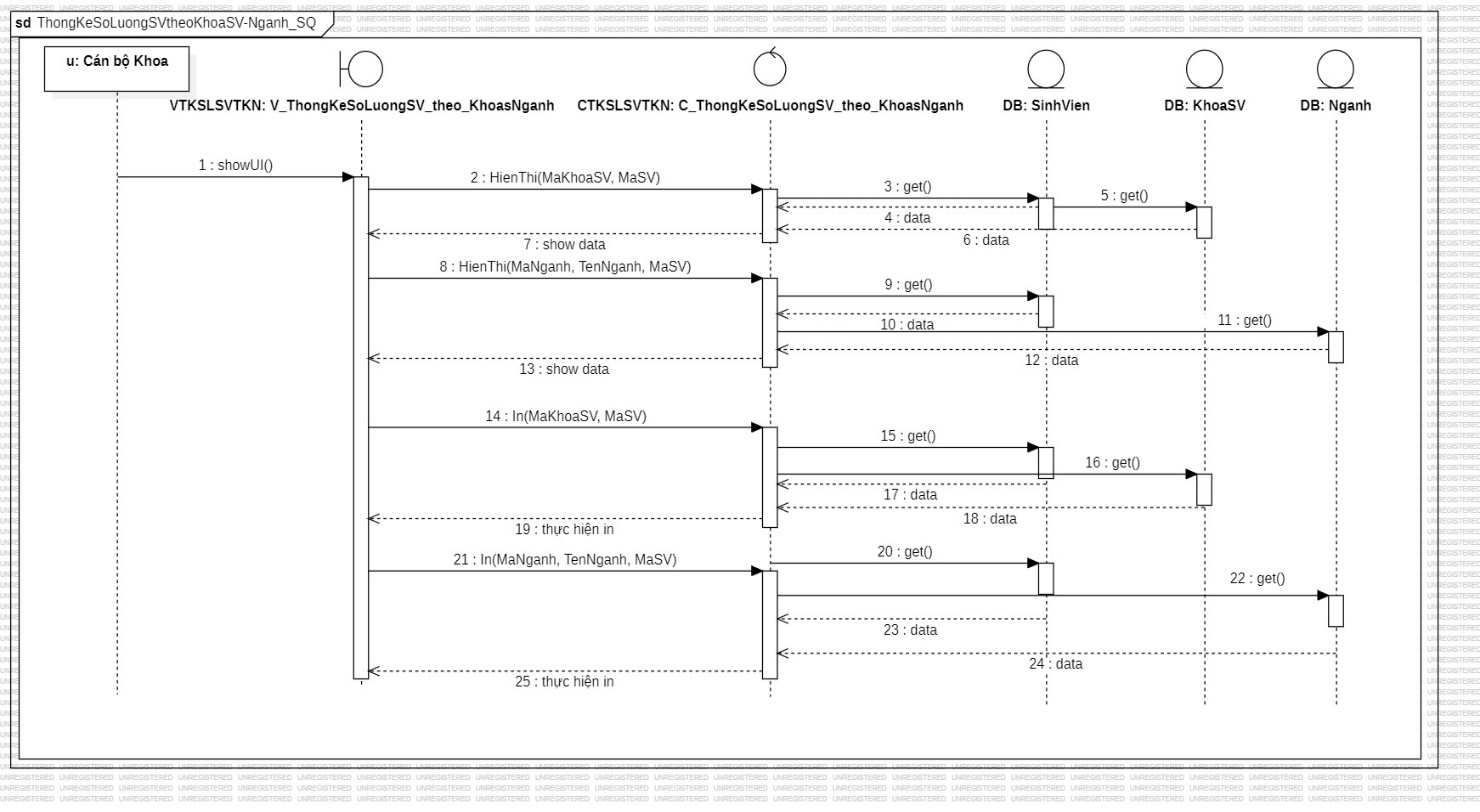 sd ThongKeSoLuongSVtheoKhoaSV-Nganh_SQ
u: Cán bộ Khoa
VTKSLSVTKN: V_ThongKeSoLuongSV_theo_KhoasNganh
CTKSLSVTKN: C_ThongKeSoLuongSV_theo_KhoasNganh
DB: SinhVien
DB: KhoaSV
DB: Nganh
1 : showUI()
2 : HienThi(MaKhoaSV, MaSV)
3 : get()
4 : data
5 : get()
6 : data
7 : show data
8 : HienThi(MaNganh, TenNganh, MaSV)
9 : get()
10 : data
11 : get()
12 : data
13 : show data
14 : In(MaKhoaSV, MaSV)
15 : get()
16 : get()
17 : data
18 : data
19 : thực hiện in
20 : get()
21 : In(MaNganh, TenNganh, MaSV)
22 : get()
23 : data
24 : data
25 : thực hiện in
UNREGISTERED